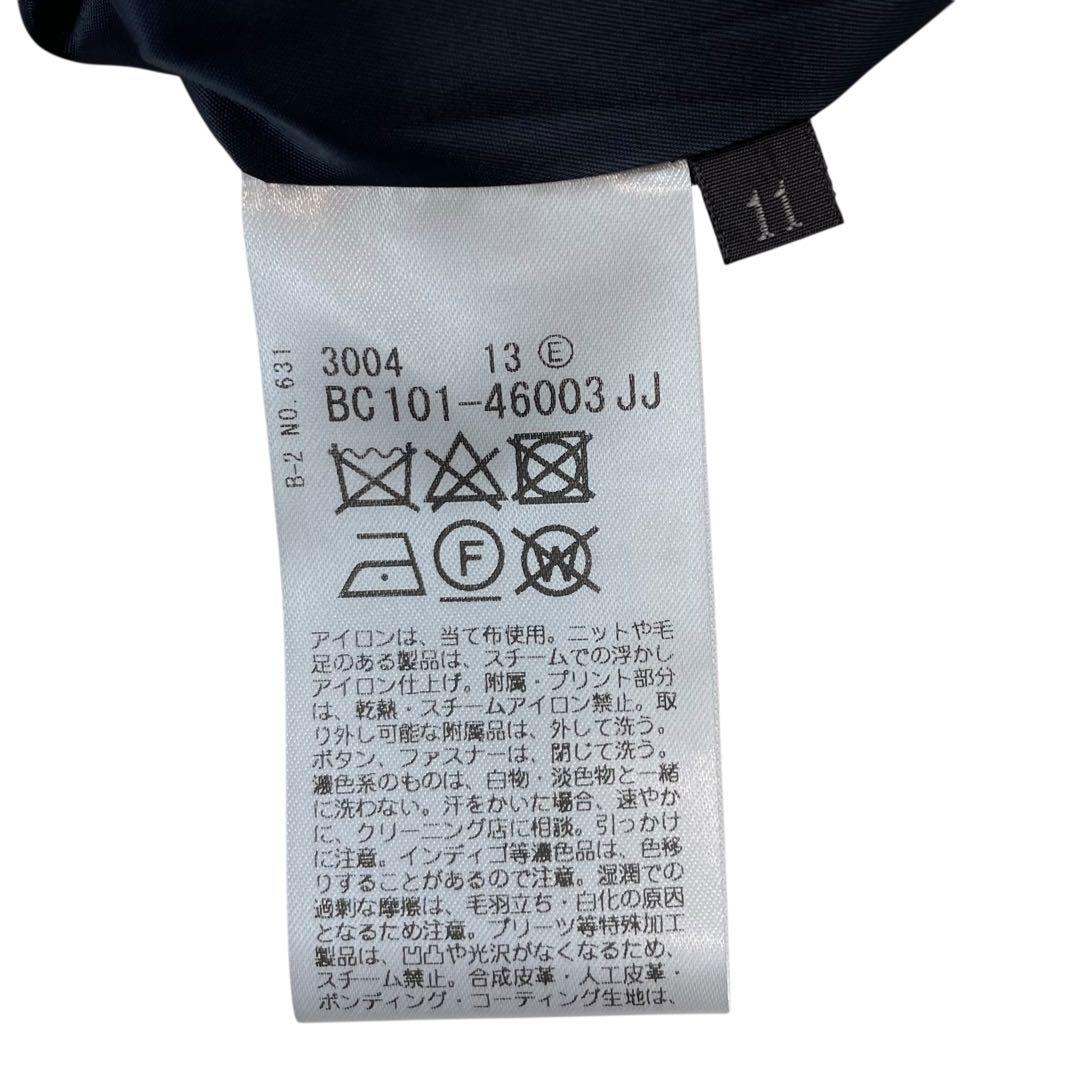 11
B-2 NO. 631
3004 13 Ⓔ
BC101-46003JJ
F
W
アイロンは、当て布使用。ニットや毛
足のある製品は、スチームでの浮かし
アイロン仕上げ。附属・プリント部分
は、乾熱・スチームアイロン禁止。取
り外し可能な附属品は、外して洗う。
ボタン、ファスナーは、閉じて洗う。
濃色系のものは、白物・淡色物と一緒
に洗わない。汗をかいた場合、速やか
に、クリーニング店に相談。引っかけ
に注意。インディゴ等濃色品は、色移
りすることがあるので注意。湿潤での
過剰な摩擦は、毛羽立ち・白化の原因
となるため注意。プリーツ等特殊加工
製品は、凹凸や光沢がなくなるため、
スチーム禁止。合成皮革・人工皮革・
ボンディング・コーティング生地は、